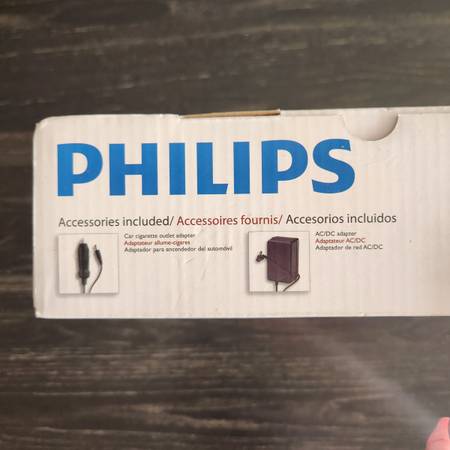 PHILIPS
Accessories included/ Accessoires fournis/ Accesorios incluidos
Car cigarette outlet adapter
Adaptateur allume-cigares
Adaptador para encendedor del automóvil
AC/DC adapter
Adaptateur AC/DC
Adaptador de red AC/DC